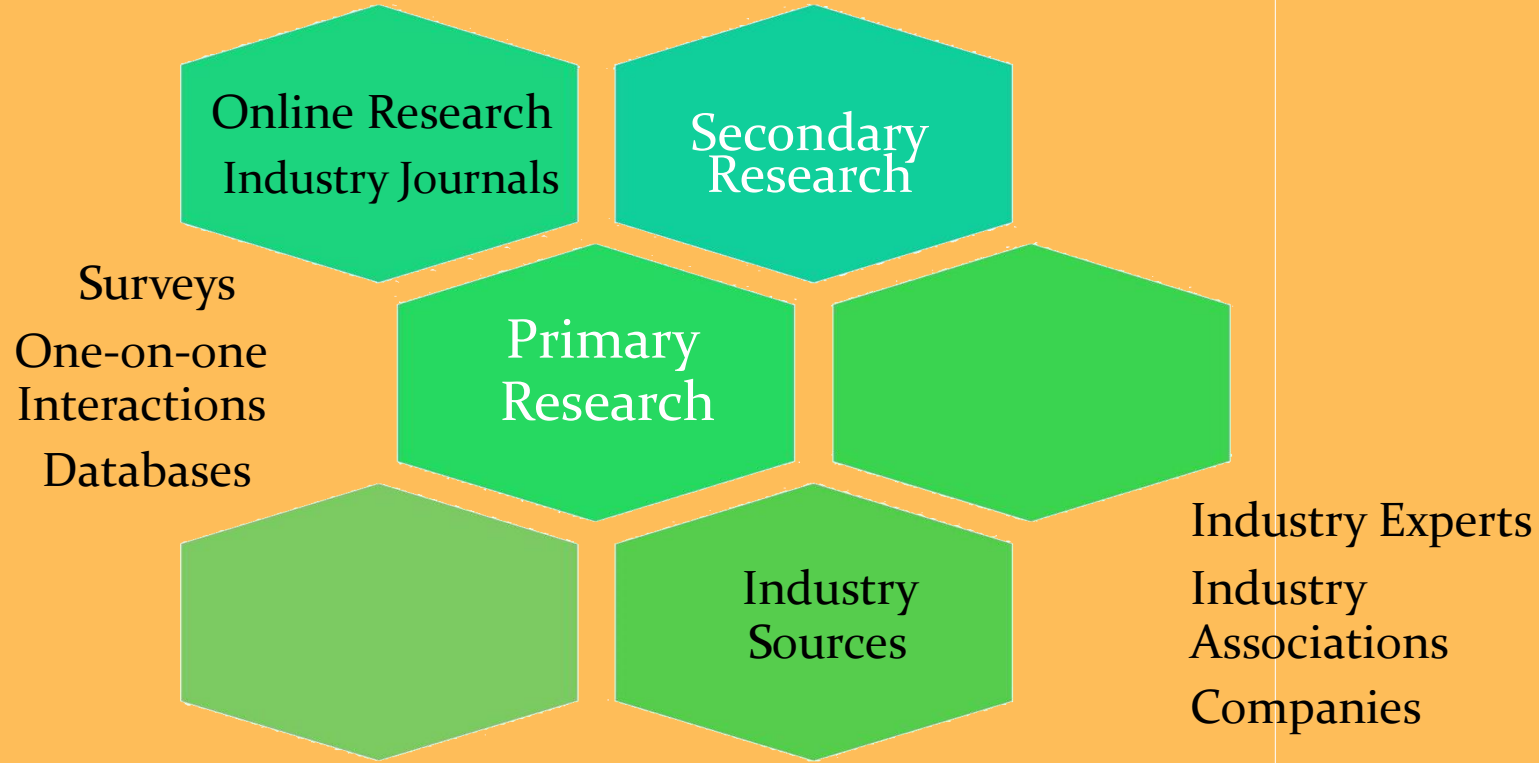 Online Research
Industry Journals
Secondary
Research
Surveys
One-on-one
Interactions
Databases
Primary
Research
Industry
Sources
Industry Experts
Industry
Associations
Companies